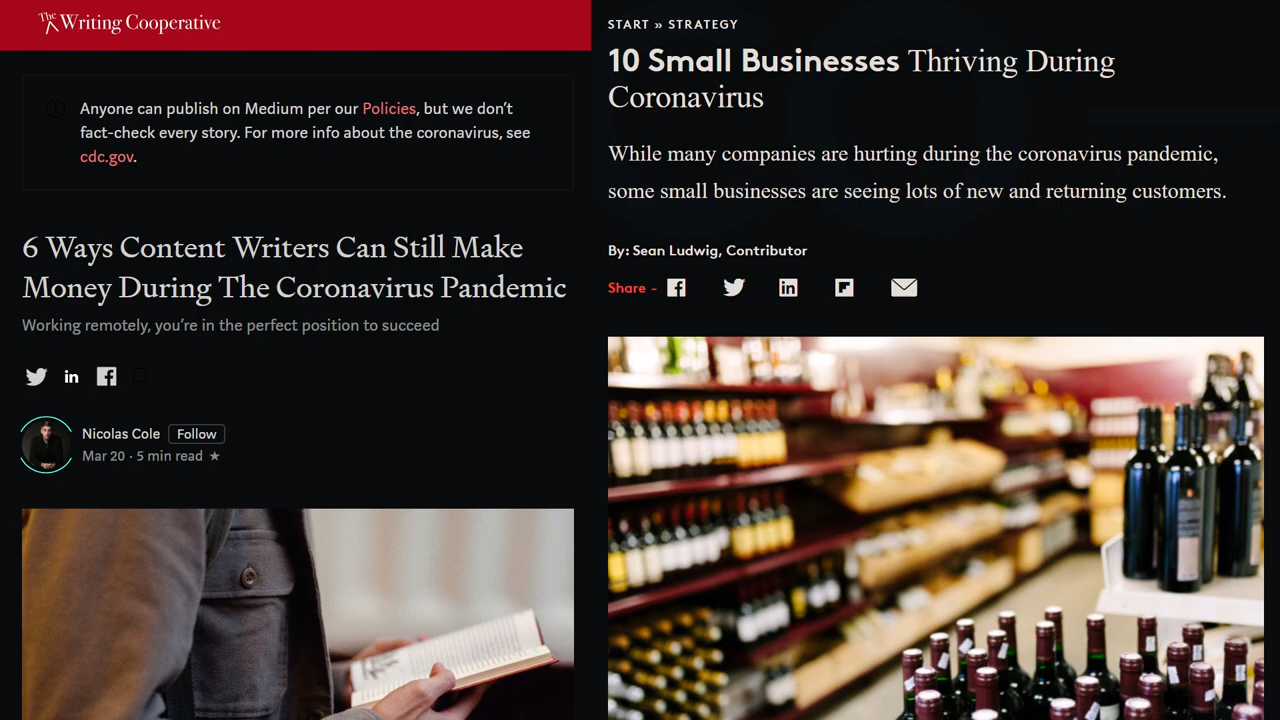 The Writing Cooperative
Anyone can publish on Medium per our Policies, but we don’t
fact-check every story. For more info about the coronavirus, see
cdc.gov.
6 Ways Content Writers Can Still Make
Money During The Coronavirus Pandemic
Working remotely, you’re in the perfect position to succeed
Nicolas Cole Follow
Mar 20 · 5 min read ★
START » STRATEGY
10 Small Businesses Thriving During
Coronavirus
While many companies are hurting during the coronavirus pandemic,
some small businesses are seeing lots of new and returning customers.
By: Sean Ludwig, Contributor
Share -